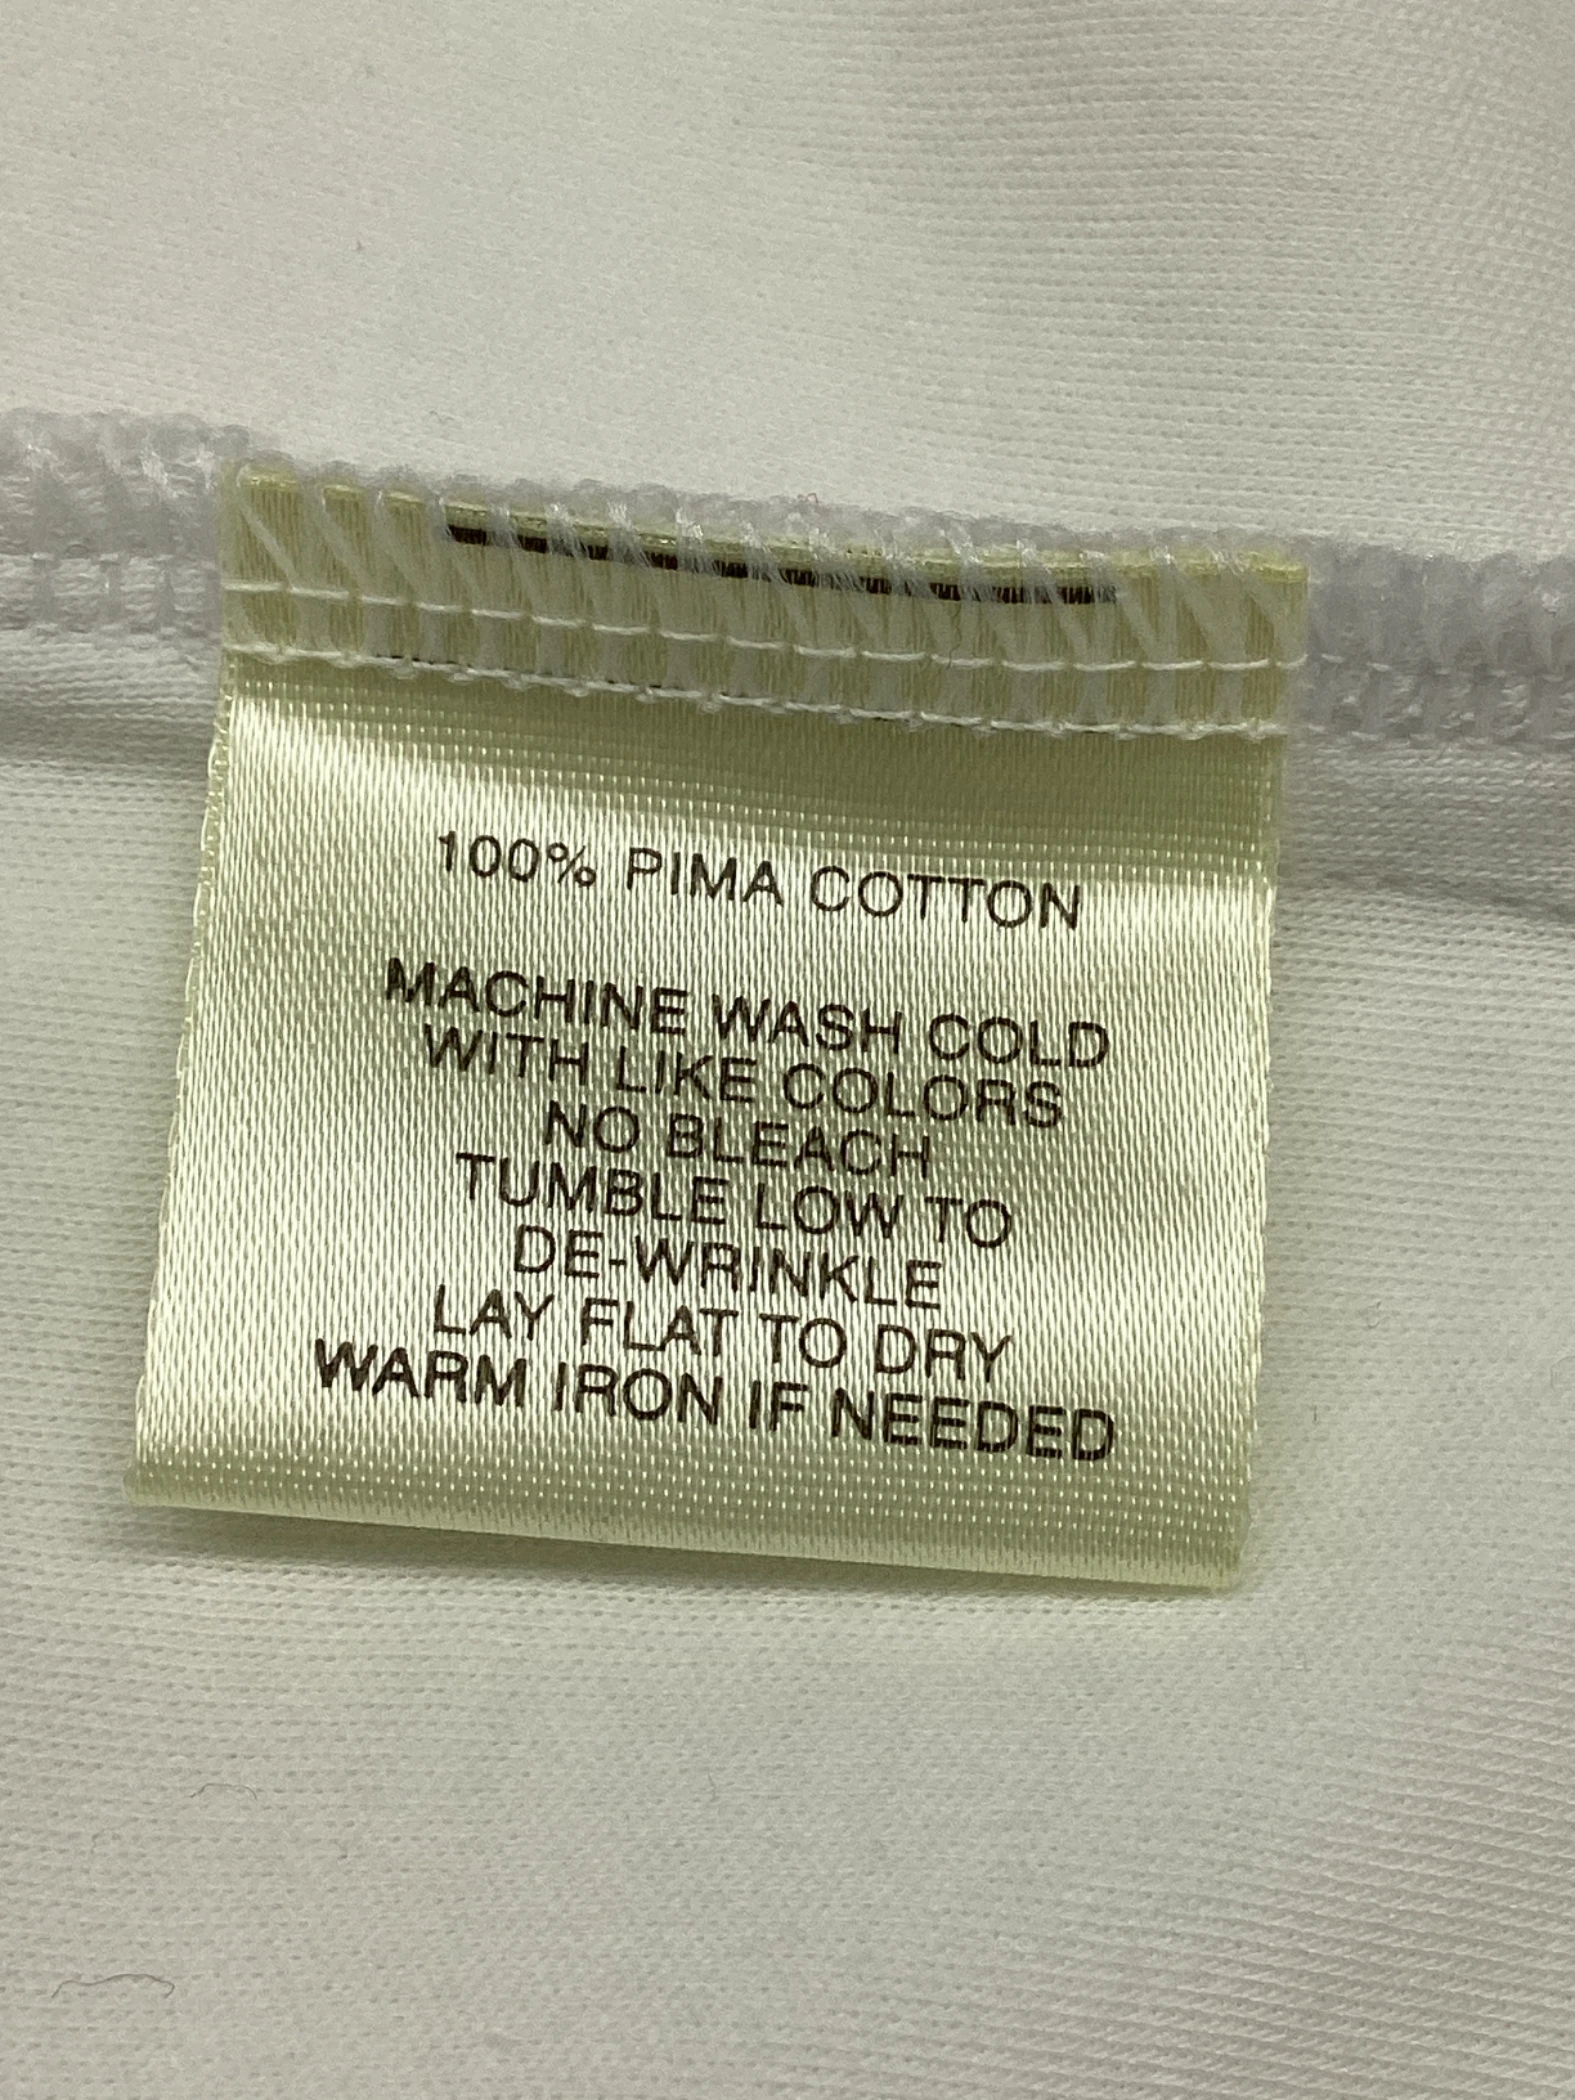 100% PIMA COTTON
MACHINE WASH COLD
WITH LIKE COLORS
NO BLEACH
TUMBLE LOW TO
DE-WRINKLE
LAY FLAT TO DRY
WARM IRON IF NEEDED